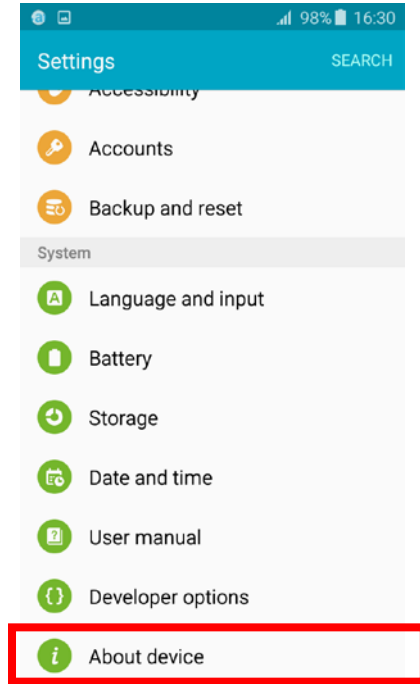 98% 16:30
Settings SEARCH
Accessibility
Accounts
Backup and reset
System
Language and input
Battery
Storage
Date and time
User manual
Developer options
About device